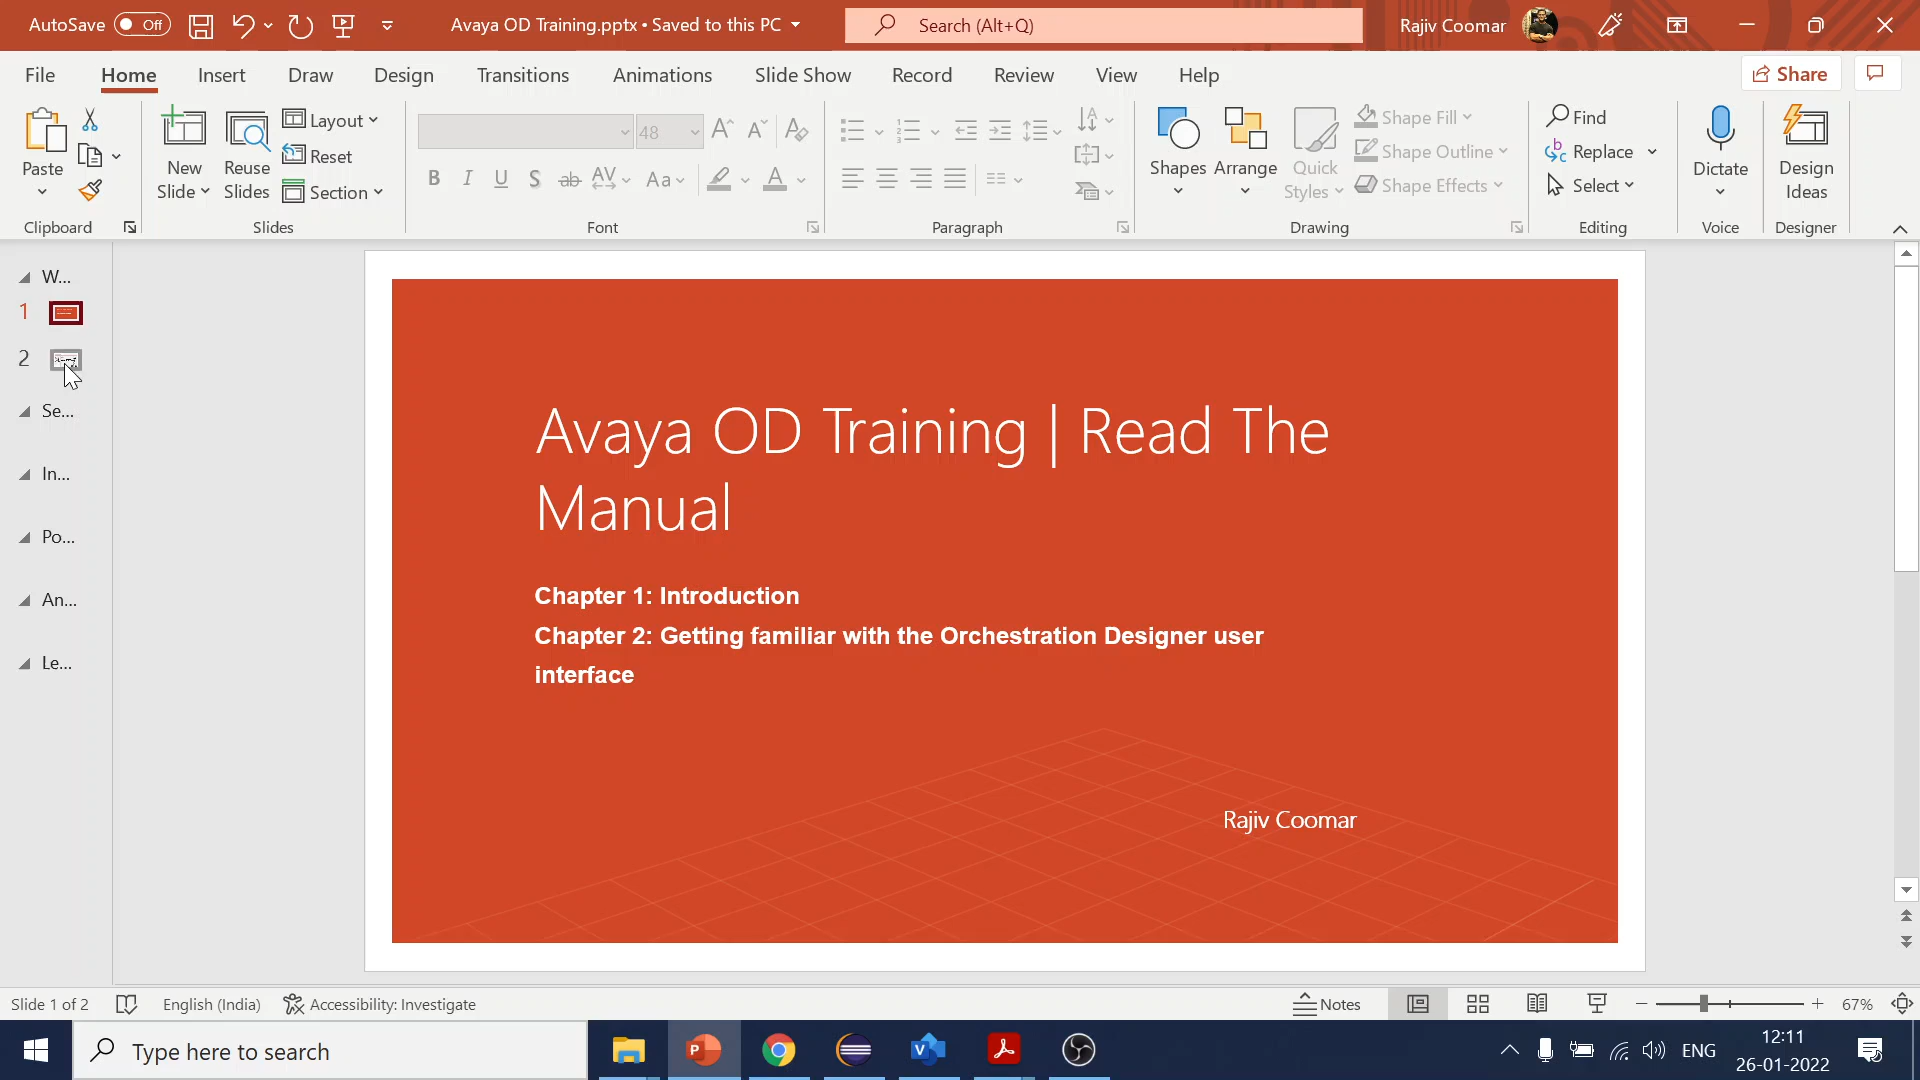 AutoSave Off Avaya OD Training.pptx • Saved to this PC Search (Alt+Q) Rajiv Coomar
File Home Insert Draw Design Transitions Animations Slide Show Record Review View Help Share
Paste New Slide Reuse Slides Layout Reset Section
48
B I U S ab AV Aa A
Shapes Arrange Quick Styles Shape Fill Shape Outline Shape Effects
Find Replace Select
Dictate Design Ideas
Clipboard Slides Font Paragraph Drawing Editing Voice Designer
W...
1
2
Se...
In...
Po...
An...
Le...
Avaya OD Training | Read The
Manual
Chapter 1: Introduction
Chapter 2: Getting familiar with the Orchestration Designer user
interface
Rajiv Coomar
Slide 1 of 2 English (India) Accessibility: Investigate Notes 67%
Type here to search ENG 12:11
26-01-2022